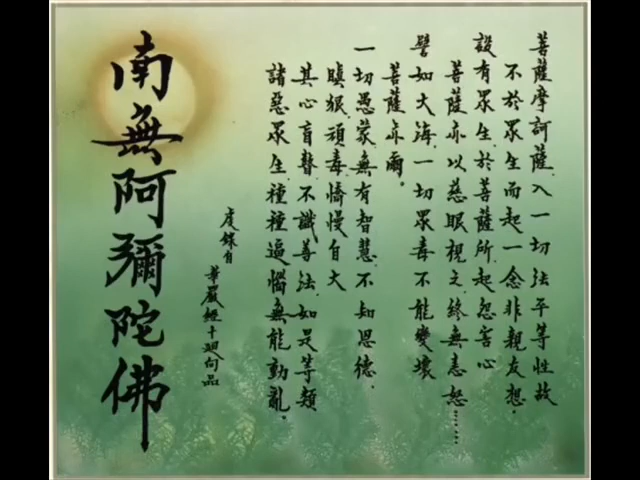 菩薩摩訶薩、入一切法平等性故
不於眾生而起一念非親友想。
設有眾生、於菩薩所、起怨害心
菩薩亦以慈眼視之、終無恚怒……
譬如大海、一切眾毒不能變壞
菩薩亦爾。
一切愚蒙、無有智慧、不知恩德、
瞋狠頑毒、憍慢自大
其心盲瞽、不識善法、如是等類
諸惡眾生、種種逼惱、無能動亂。
虔錄自
華嚴經十迴向品
南無阿彌陀佛